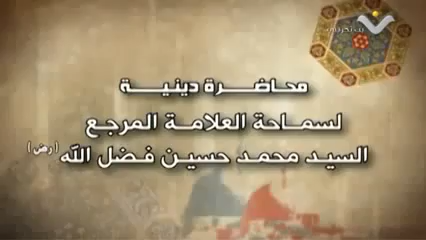 محاضرة دينية
لسماحة العلامة المرجع
السيد محمد حسين فضل الله (رض)